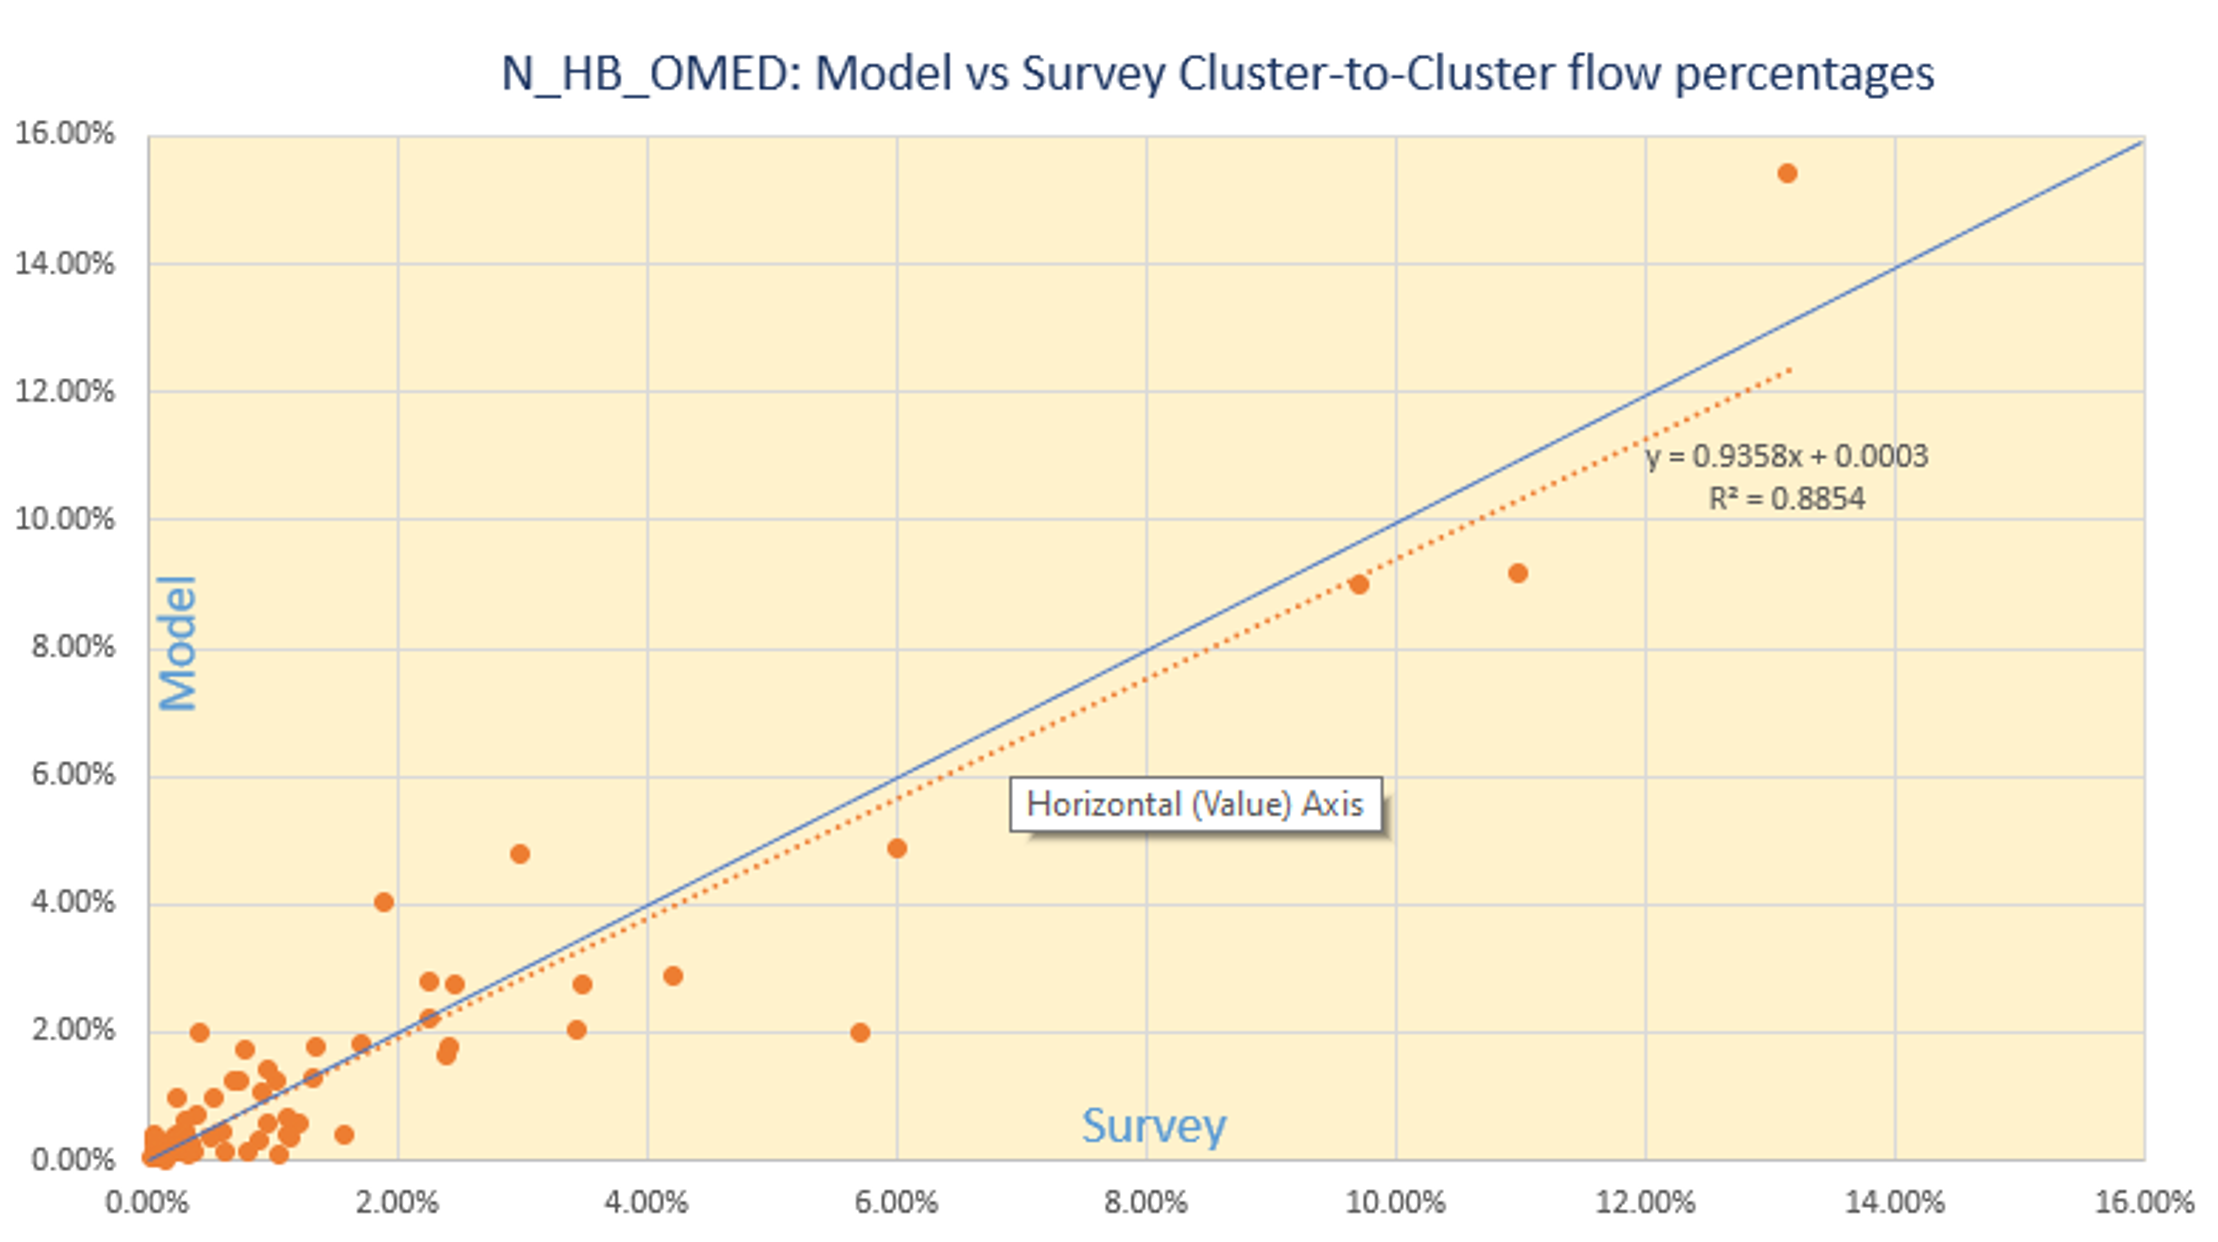 N_HB_OMED: Model vs Survey Cluster-to-Cluster flow percentages
16.00%
14.00%
12.00%
10.00%
8.00%
6.00%
4.00%
2.00%
0.00%
Model
y = 0.9358x + 0.0003
R² = 0.8854
Horizontal (Value) Axis
Survey
0.00% 2.00% 4.00% 6.00% 8.00% 10.00% 12.00% 14.00% 16.00%